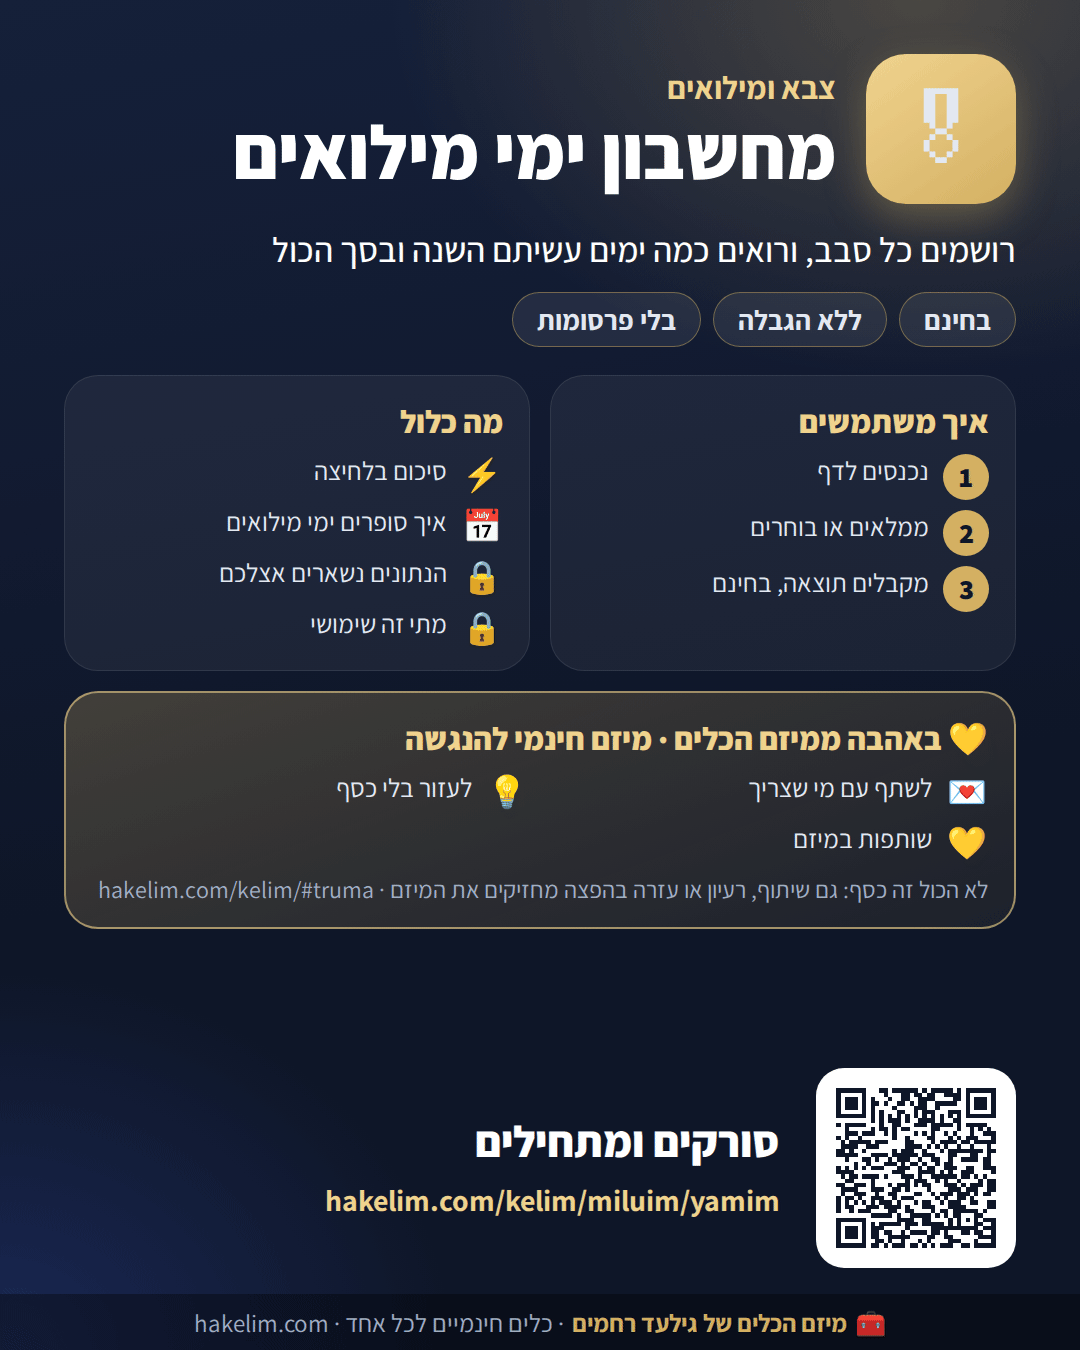 צבא ומילואים
מחשבון ימי מילואים
רושמים כל סבב, ורואים כמה ימים עשיתם השנה ובסך הכול
בחינם
ללא הגבלה
בלי פרסומות
איך משתמשים
1 נכנסים לדף
2 ממלאים או בוחרים
3 מקבלים תוצאה, בחינם
מה כלול
סיכום בלחיצה
July 17 איך סופרים ימי מילואים
הנתונים נשארים אצלכם
מתי זה שימושי
באהבה ממיזם הכלים · מיזם חינמי להנגשה
לשתף עם מי שצריך
לעזור בלי כסף
שותפות במיזם
לא הכול זה כסף: גם שיתוף, רעיון או עזרה בהפצה מחזיקים את המיזם · hakelim.com/kelim/#truma
סורקים ומתחילים
hakelim.com/kelim/miluim/yamim
מיזם הכלים של גילעד רחמים · כלים חינמיים לכל אחד · hakelim.com